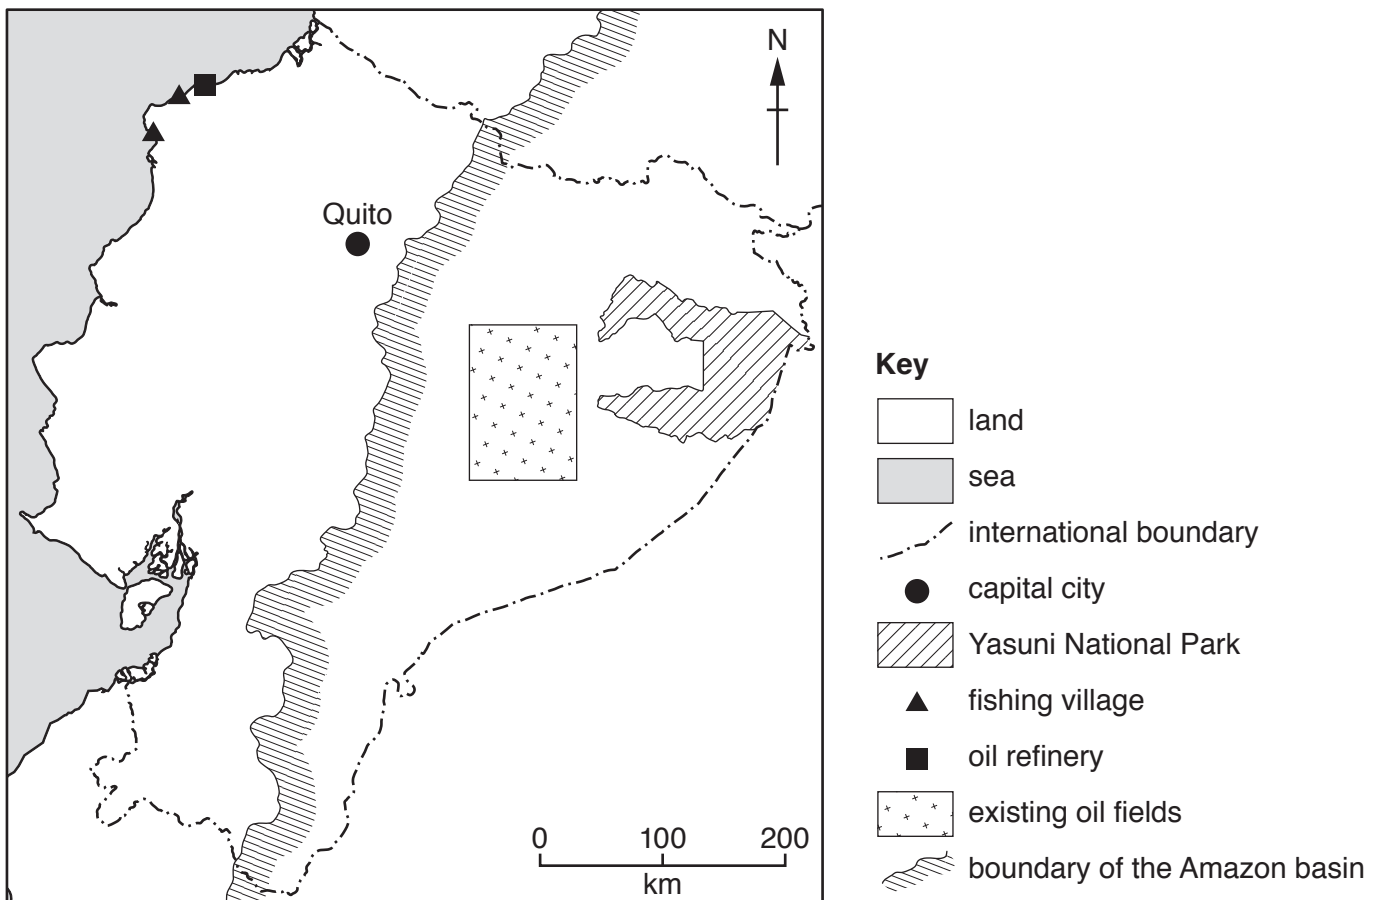 N
Quito
0 100 200
km
Key
land
sea
international boundary
capital city
Yasuni National Park
fishing village
oil refinery
existing oil fields
boundary of the Amazon basin